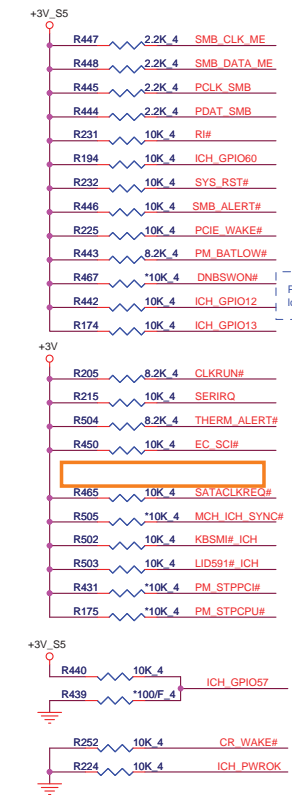 +3V_S5
R447 2.2K_4 SMB_CLK_ME
R448 2.2K_4 SMB_DATA_ME
R445 2.2K_4 PCLK_SMB
R444 2.2K_4 PDAT_SMB
R231 10K_4 RI#
R194 10K_4 ICH_GPIO60
R232 10K_4 SYS_RST#
R446 10K_4 SMB_ALERT#
R225 10K_4 PCIE_WAKE#
R443 8.2K_4 PM_BATLOW#
R467 *10K_4 DNBSWON#
R442 10K_4 ICH_GPIO12
R174 10K_4 ICH_GPIO13
+3V
R205 8.2K_4 CLKRUN#
R215 10K_4 SERIRQ
R504 8.2K_4 THERM_ALERT#
R450 10K_4 EC_SCI#
R465 10K_4 SATACLKREQ#
R505 *10K_4 MCH_ICH_SYNC#
R502 10K_4 KBSMI#_ICH
R503 10K_4 LID591#_ICH
R431 *10K_4 PM_STPPCI#
R175 *10K_4 PM_STPCPU#
+3V_S5
R440 10K_4
ICH_GPIO57
R439 *100/F_4
R252 10K_4 CR_WAKE#
R224 10K_4 ICH_PWROK